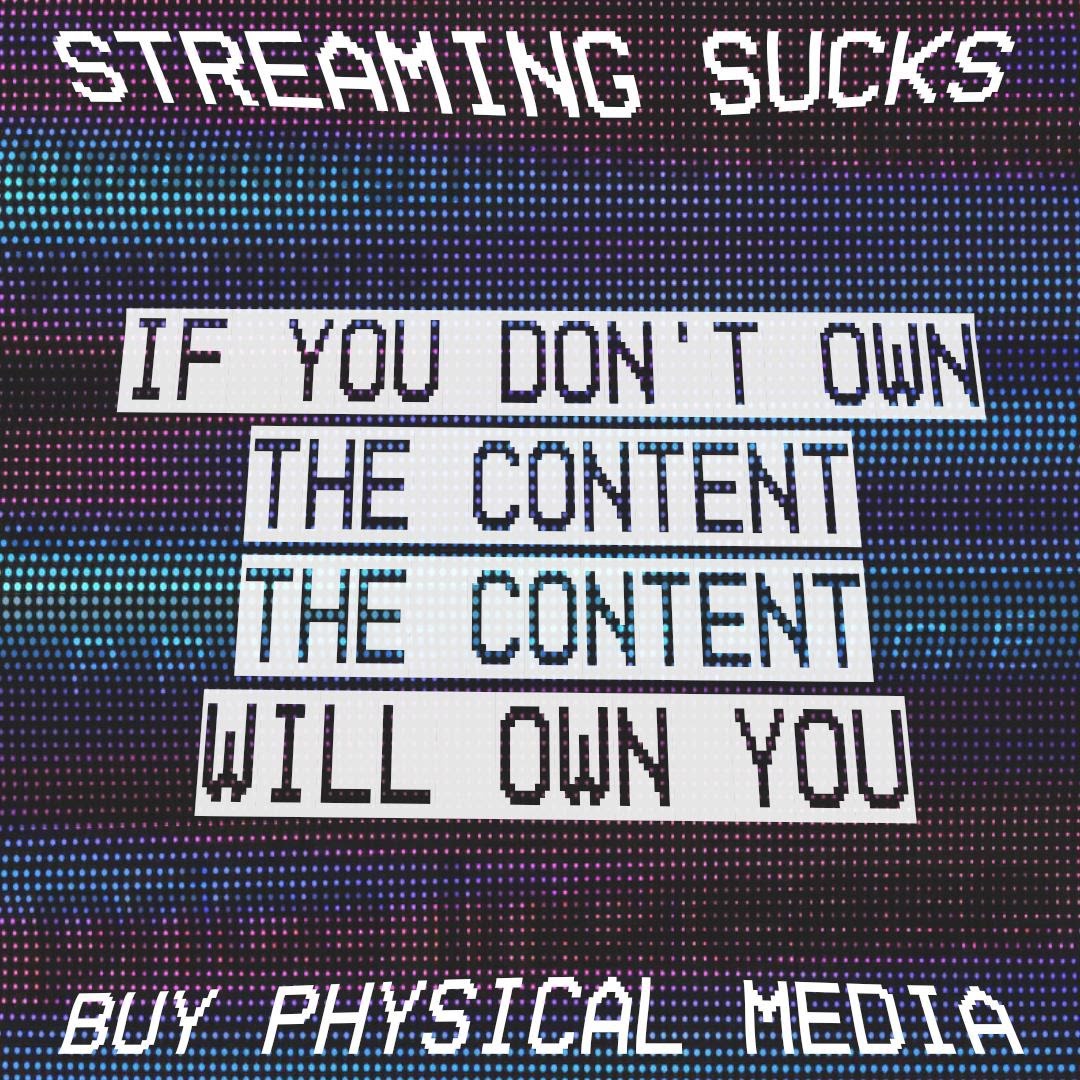 STREAMING SUCKS
IF YOU DON'T OWN
THE CONTENT
THE CONTENT
WILL OWN YOU
BUY PHYSICAL MEDIA